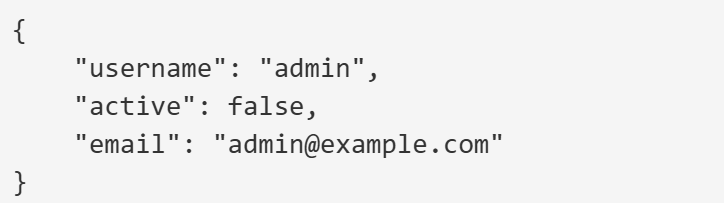 {
    "username": "admin",
    "active": false,
    "email": "admin@example.com"
}